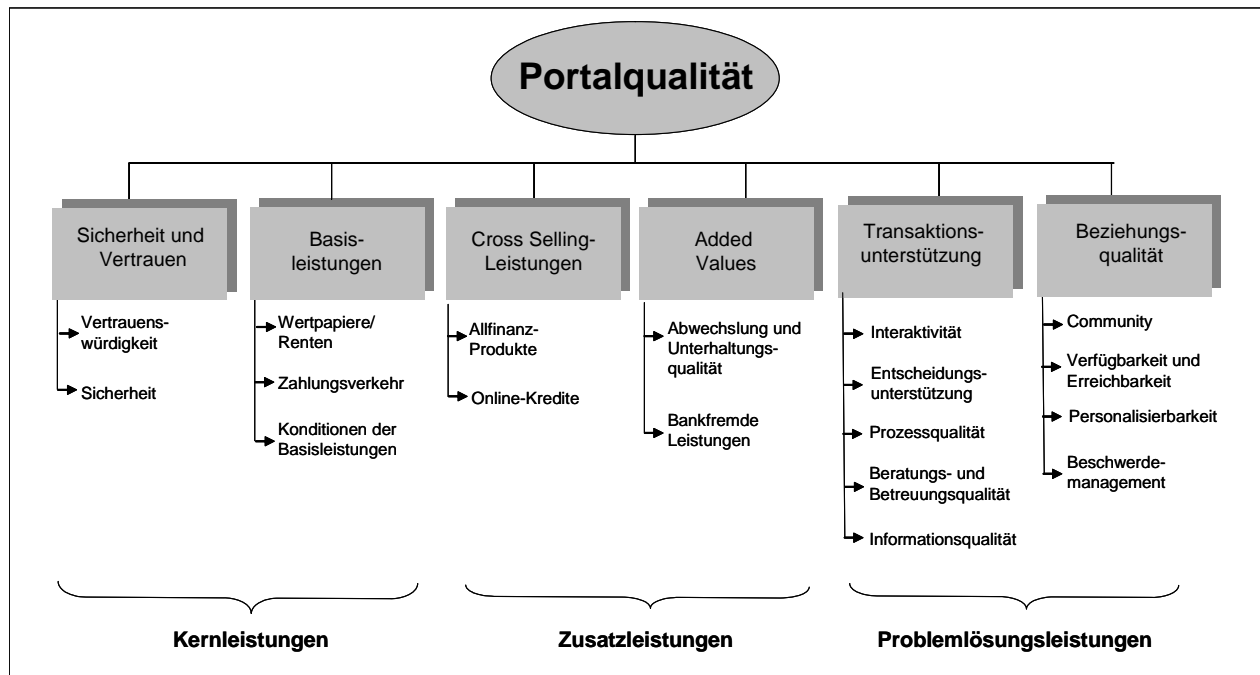 Portalqualität
Sicherheit und
Vertrauen
Vertrauens-
würdigkeit
Sicherheit
Basis-
leistungen
Wertpapiere/
Renten
Zahlungsverkehr
Konditionen der
Basisleistungen
Cross Selling-
Leistungen
Allfinanz-
Produkte
Online-Kredite
Added
Values
Abwechslung und
Unterhaltungs-
qualität
Bankfremde
Leistungen
Transaktions-
unterstützung
Interaktivität
Entscheidungs-
unterstützung
Prozessqualität
Beratungs- und
Betreuungsqualität
Informationsqualität
Beziehungs-
qualität
Community
Verfügbarkeit und
Erreichbarkeit
Personalisierbarkeit
Beschwerde-
management
Kernleistungen
Zusatzleistungen
Problemlösungsleistungen